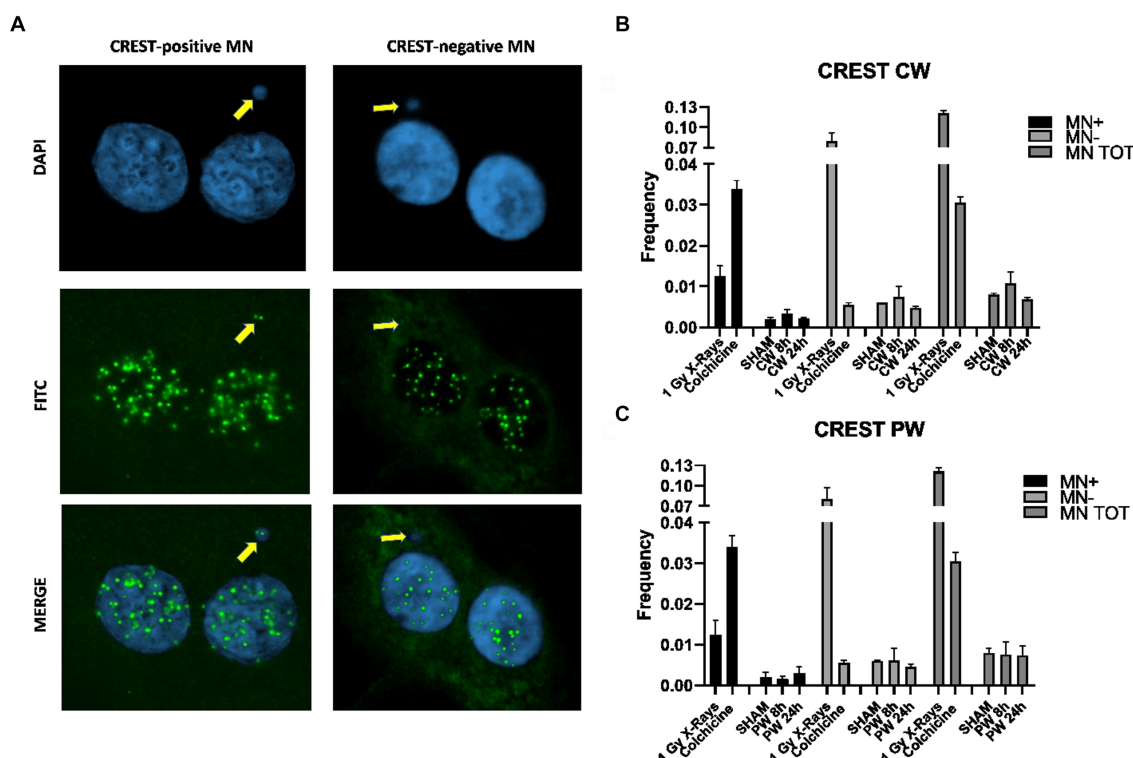 A
CREST-positive MN
CREST-negative MN
DAPI
FITC
MERGE
B
CREST CW
Frequency
0.13
0.10
0.07
0.04
0.03
0.02
0.01
0.00
1 Gy X-Rays
Colchicine
SHAM
CW 8h
CW 24h
1 Gy X-Rays
Colchicine
SHAM
CW 8h
CW 24h
1 Gy X-Rays
Colchicine
SHAM
CW 8h
CW 24h
MN+
MN-
MN TOT
C
CREST PW
Frequency
0.13
0.10
0.07
0.04
0.03
0.02
0.01
0.00
1 Gy X-Rays
Colchicine
SHAM
PW 8h
PW 24h
1 Gy X-Rays
Colchicine
SHAM
PW 8h
PW 24h
1 Gy X-Rays
Colchicine
SHAM
PW 8h
PW 24h
MN+
MN-
MN TOT